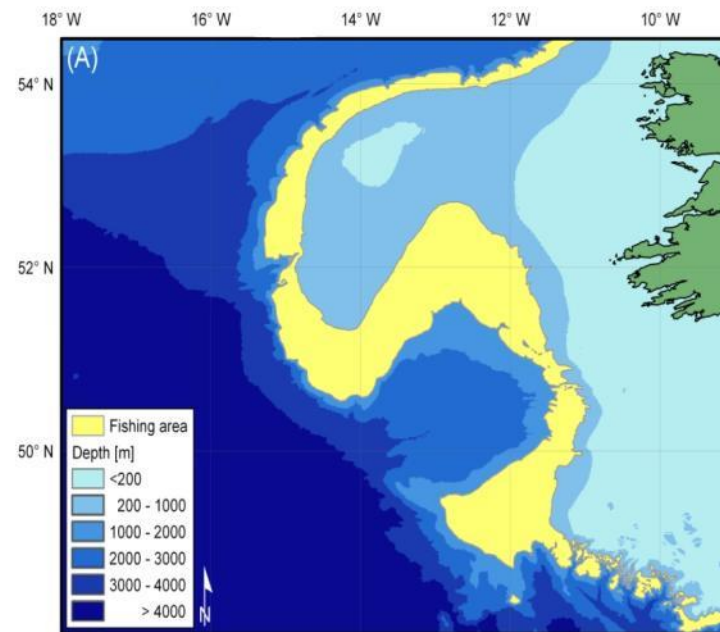 18° W 16° W 14° W 12° W 10° W
(A)
54° N
52° N
50° N
Fishing area
Depth [m]
<200
200 - 1000
1000 - 2000
2000 - 3000
3000 - 4000
> 4000
N